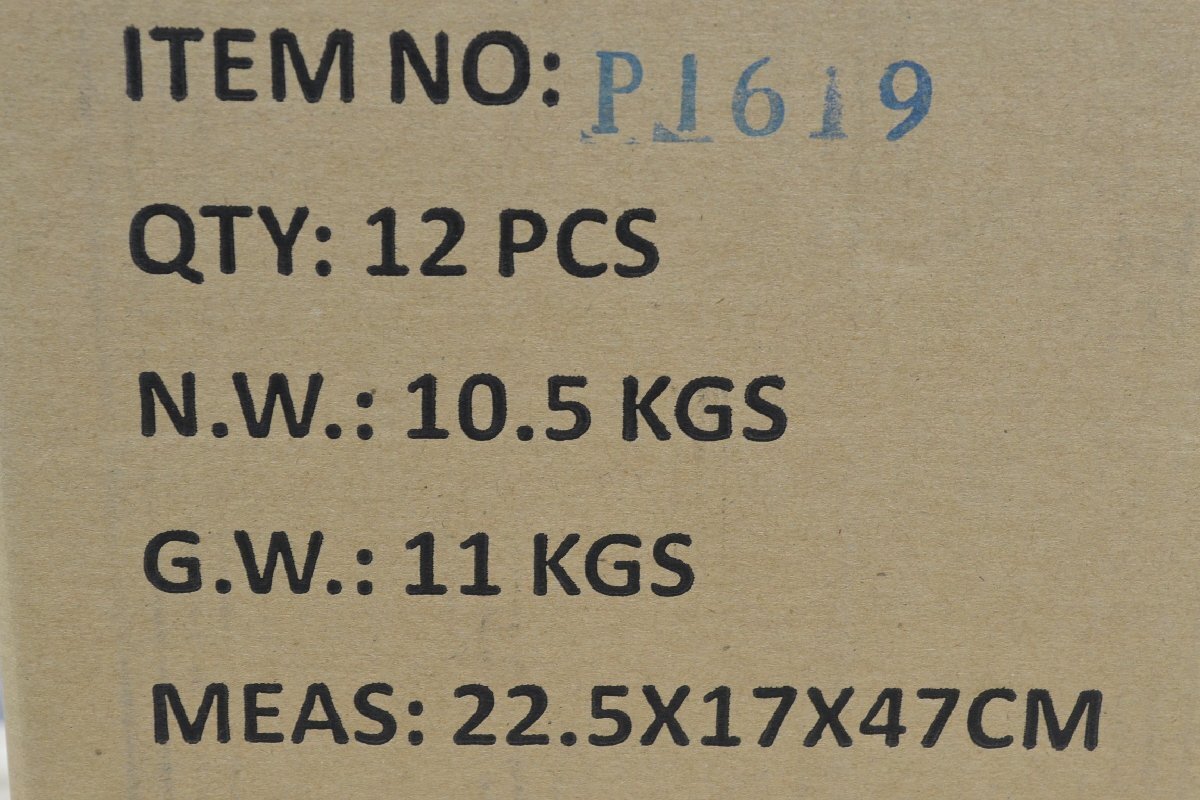 ITEM NO: P1619
QTY: 12 PCS
N.W.: 10.5 KGS
G.W.: 11 KGS
MEAS: 22.5X17X47CM